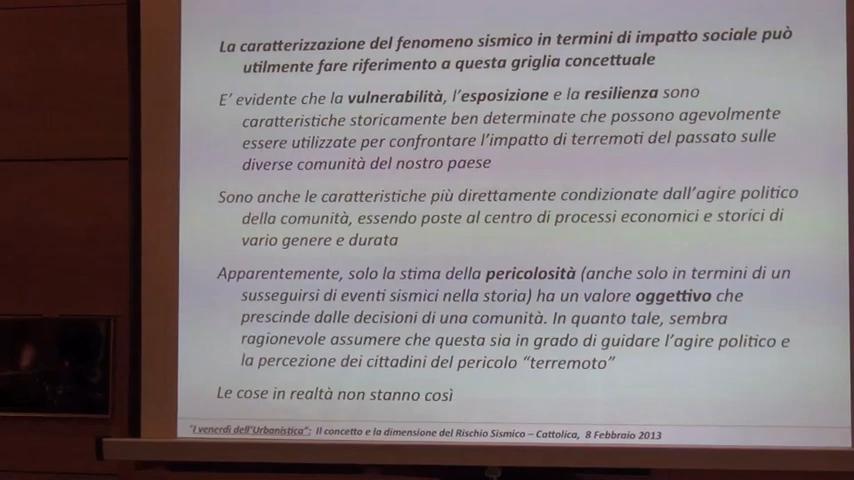 La caratterizzazione del fenomeno sismico in termini di impatto sociale può
utilmente fare riferimento a questa griglia concettuale
E' evidente che la vulnerabilità, l'esposizione e la resilienza sono
caratteristiche storicamente ben determinate che possono agevolmente
essere utilizzate per confrontare l'impatto di terremoti del passato sulle
diverse comunità del nostro paese
Sono anche le caratteristiche più direttamente condizionate dall'agire politico
della comunità, essendo poste al centro di processi economici e storici di
vario genere e durata
Apparentemente, solo la stima della pericolosità (anche solo in termini di un
susseguirsi di eventi sismici nella storia) ha un valore oggettivo che
prescinde dalle decisioni di una comunità. In quanto tale, sembra
ragionevole assumere che questa sia in grado di guidare l'agire politico e
la percezione dei cittadini del pericolo "terremoto"
Le cose in realtà non stanno così
"I venerdì dell'Urbanistica": Il concetto e la dimensione del Rischio Sismico – Cattolica, 8 Febbraio 2013